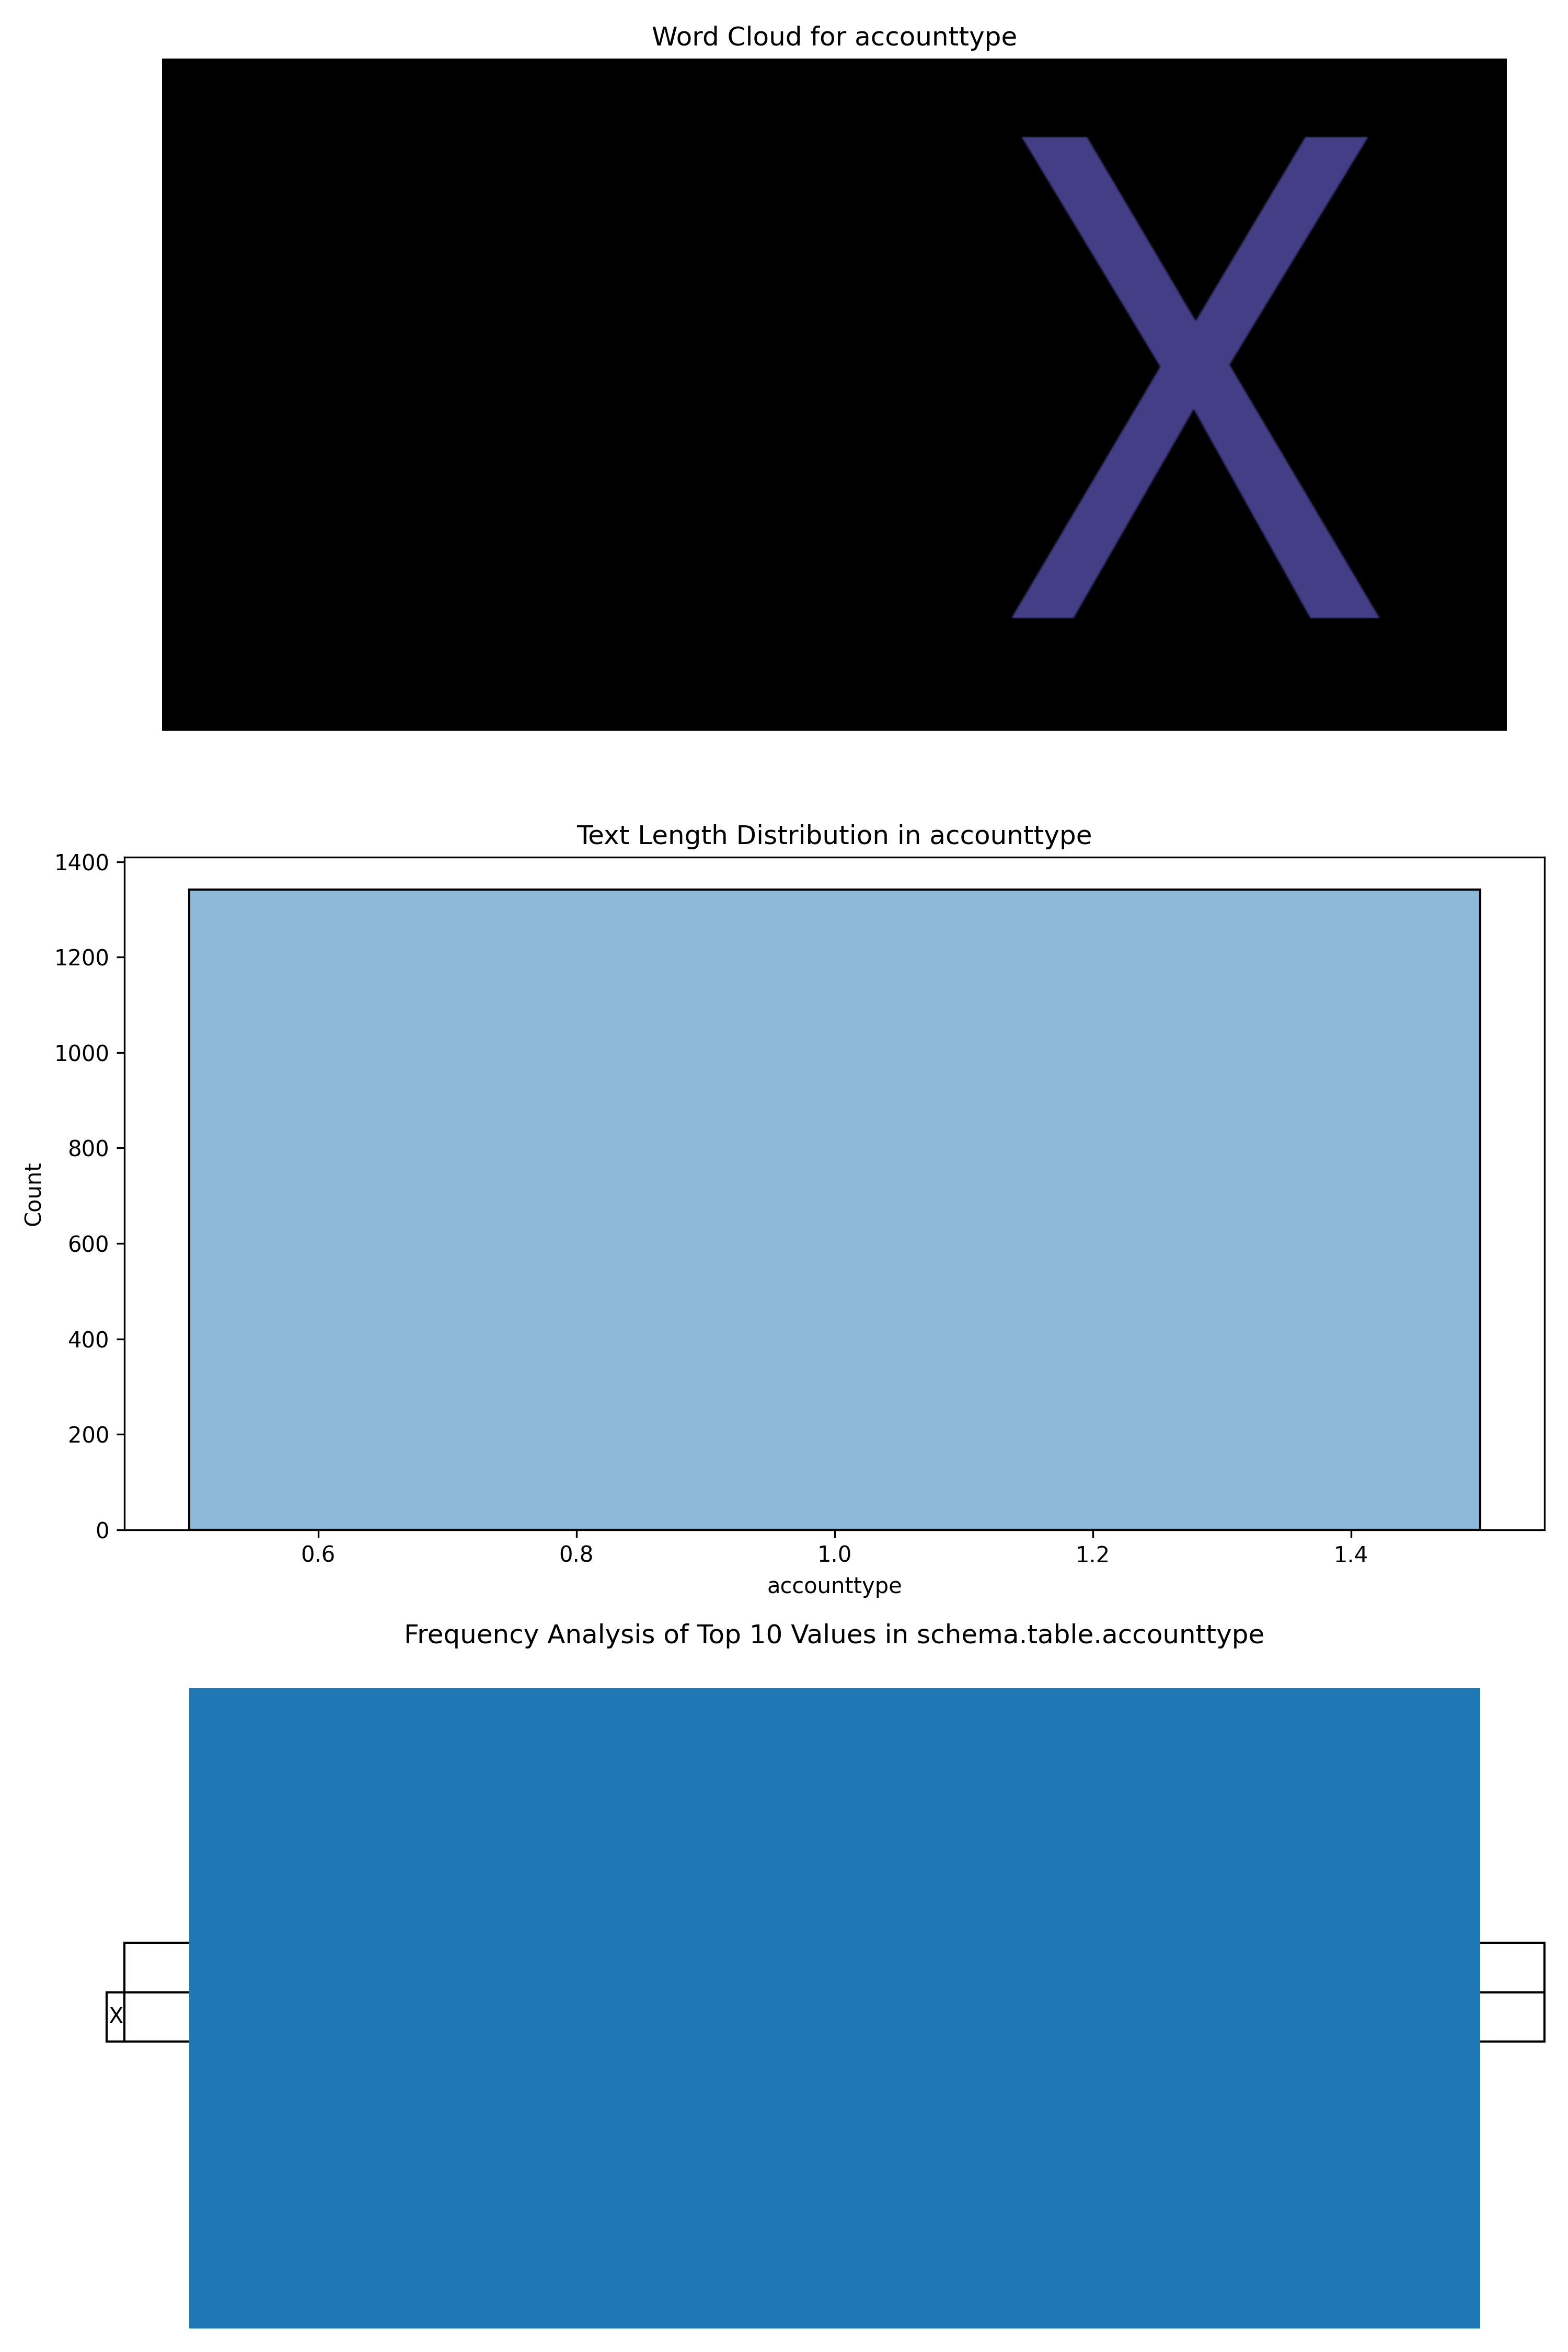 Word Cloud for accounttype
X
Text Length Distribution in accounttype
1400
1200
1000
800
600
400
200
0
Count
0.6 0.8 1.0 1.2 1.4
accounttype
Frequency Analysis of Top 10 Values in schema.table.accounttype
X